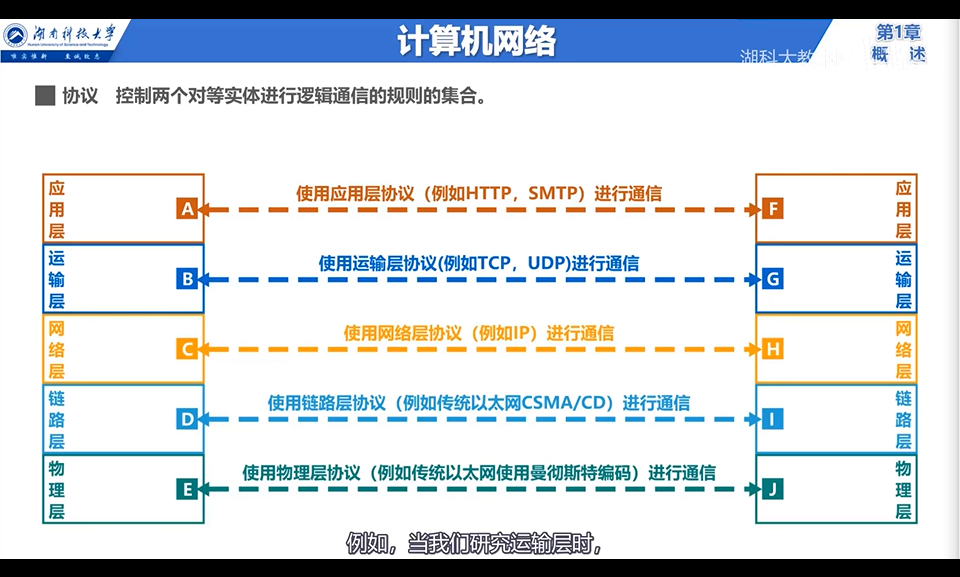 湖南科技大学
Hunan University of Science and Technology
唯实惟新 至诚致志
计算机网络
湖科大教
第1章
概 述
协议 控制两个对等实体进行逻辑通信的规则的集合。
应用层
A
使用应用层协议(例如HTTP,SMTP)进行通信
F
应用层
运输层
B
使用运输层协议(例如TCP,UDP)进行通信
G
运输层
网络层
C
使用网络层协议(例如IP)进行通信
H
网络层
链路层
D
使用链路层协议(例如传统以太网CSMA/CD)进行通信
I
链路层
物理层
E
使用物理层协议(例如传统以太网使用曼彻斯特编码)进行通信
J
物理层
例如,当我们研究运输层时,